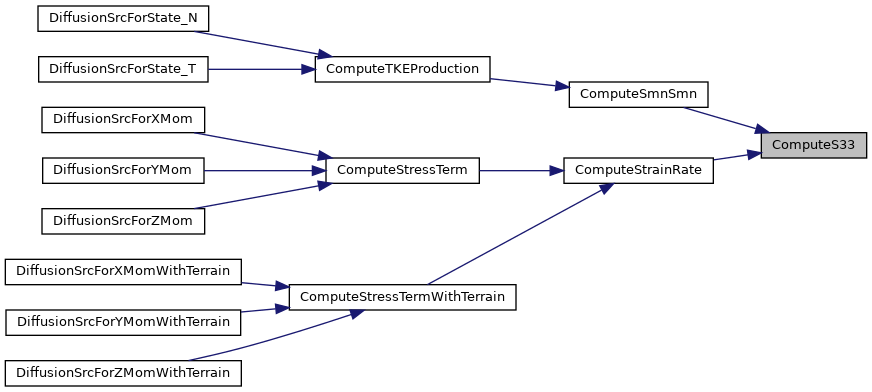 DiffusionSrcForState_N
DiffusionSrcForState_T
ComputeTKEProduction
ComputeSmnSmn
DiffusionSrcForXMom
ComputeS33
DiffusionSrcForYMom
ComputeStressTerm
ComputeStrainRate
DiffusionSrcForZMom
DiffusionSrcForXMomWithTerrain
ComputeStressTermWithTerrain
DiffusionSrcForYMomWithTerrain
DiffusionSrcForZMomWithTerrain